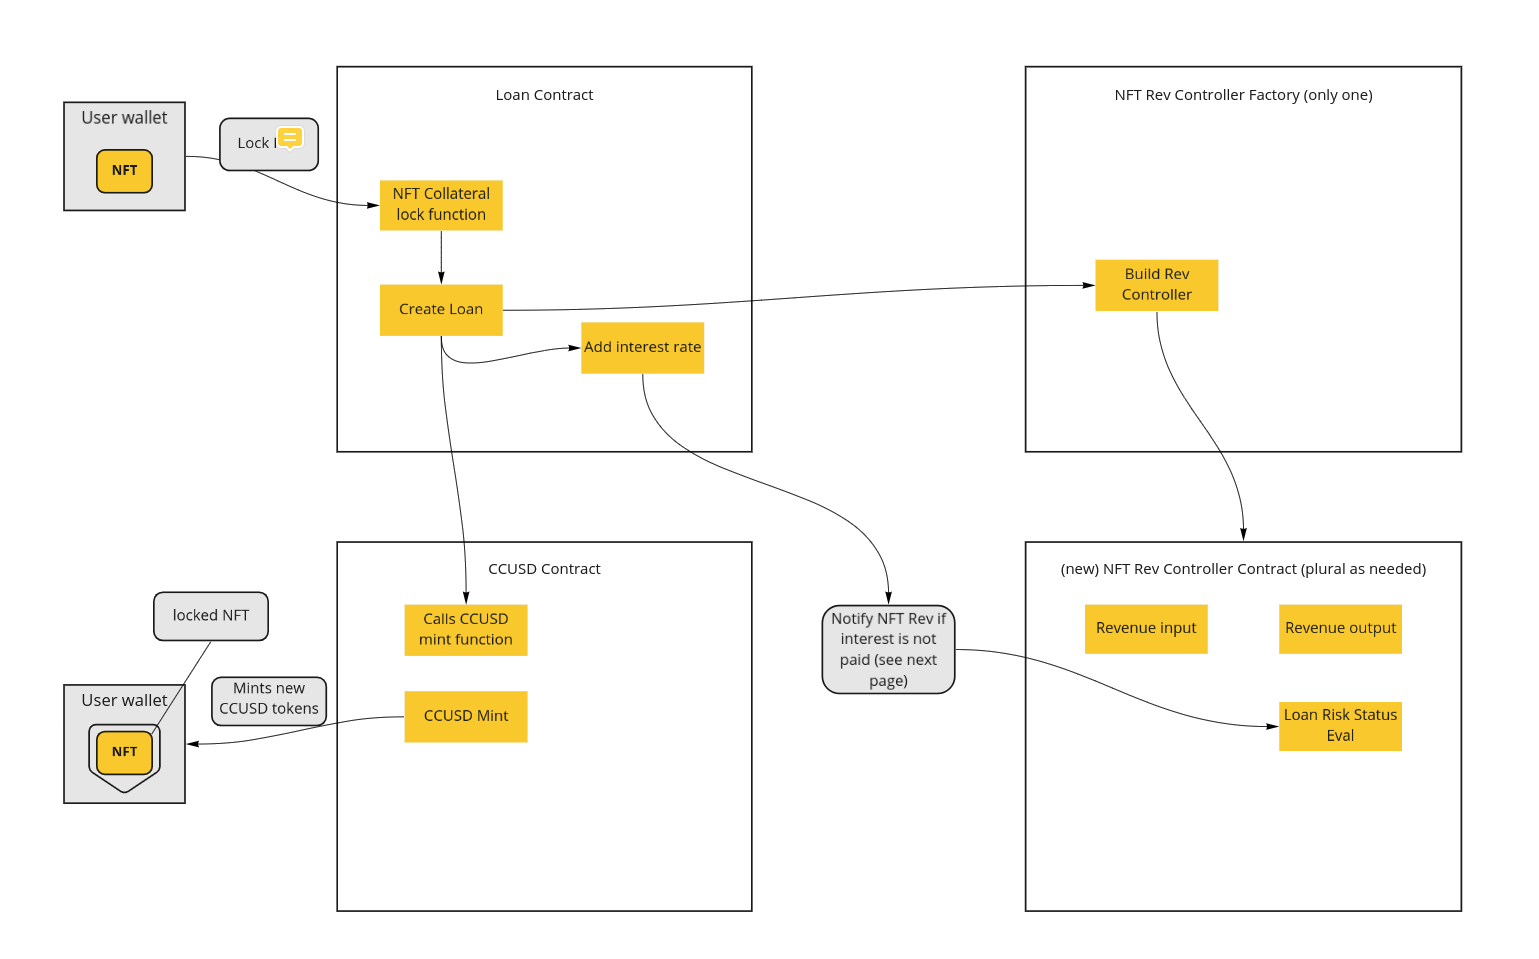 Loan Contract
NFT Rev Controller Factory (only one)
User wallet
NFT
Lock
NFT Collateral
lock function
Create Loan
Add interest rate
Build Rev
Controller
CCUSD Contract
(new) NFT Rev Controller Contract (plural as needed)
locked NFT
Calls CCUSD
mint function
Notify NFT Rev if
interest is not
paid (see next
page)
Revenue input
Revenue output
User wallet
NFT
Mints new
CCUSD tokens
CCUSD Mint
Loan Risk Status
Eval